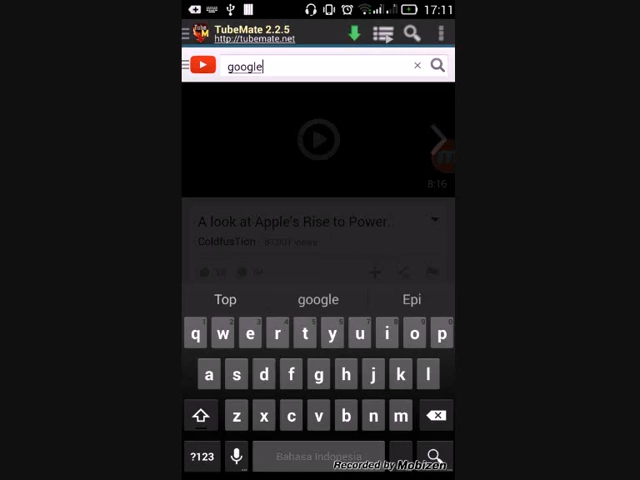 17:11
TubeMate 2.2.5
http://tubemate.net
google
8:16
A look at Apple's Rise to Power..
ColdfusTion
Top google Epi
q w e r t y u i o p
a s d f g h j k l
z x c v b n m
?123 Bahasa Indonesia
Recorded by Mobizen